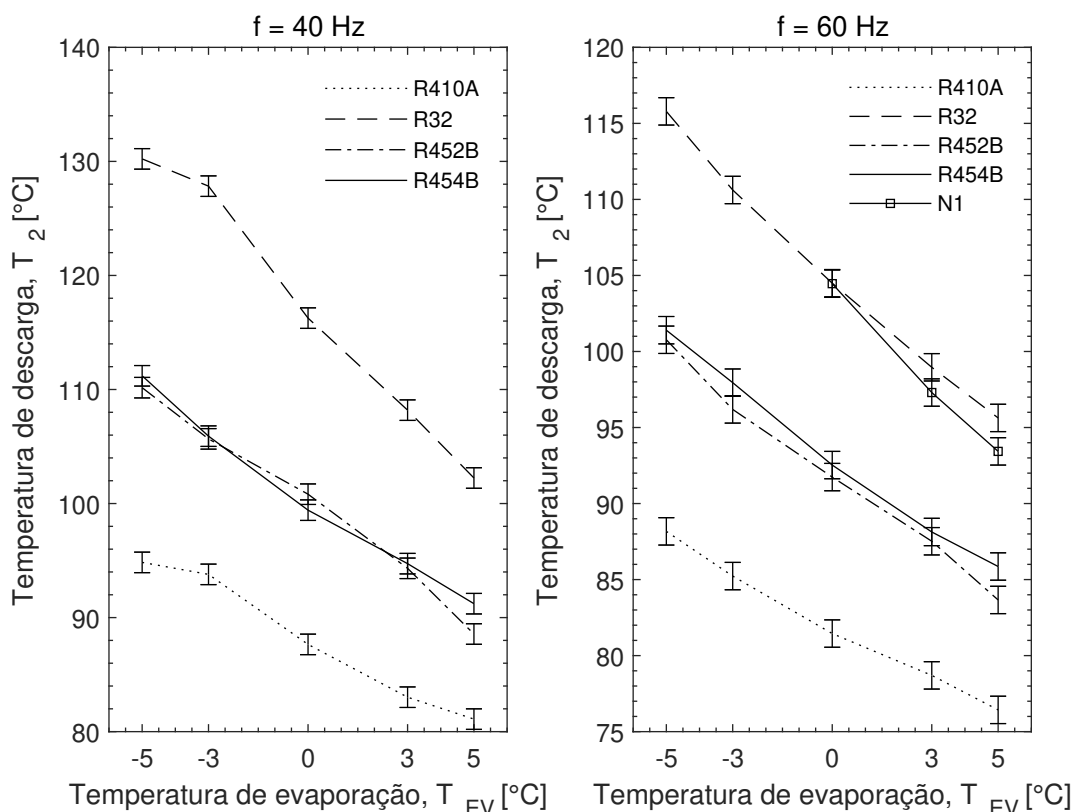 f = 40 Hz
140
130
120
110
100
90
80
-5 -3 0 3 5
Temperatura de descarga, T 2 [°C]
Temperatura de evaporação, T EV [°C]
R410A
R32
R452B
R454B
f = 60 Hz
120
115
110
105
100
95
90
85
80
75
-5 -3 0 3 5
Temperatura de descarga, T 2 [°C]
Temperatura de evaporação, T EV [°C]
R410A
R32
R452B
R454B
N1